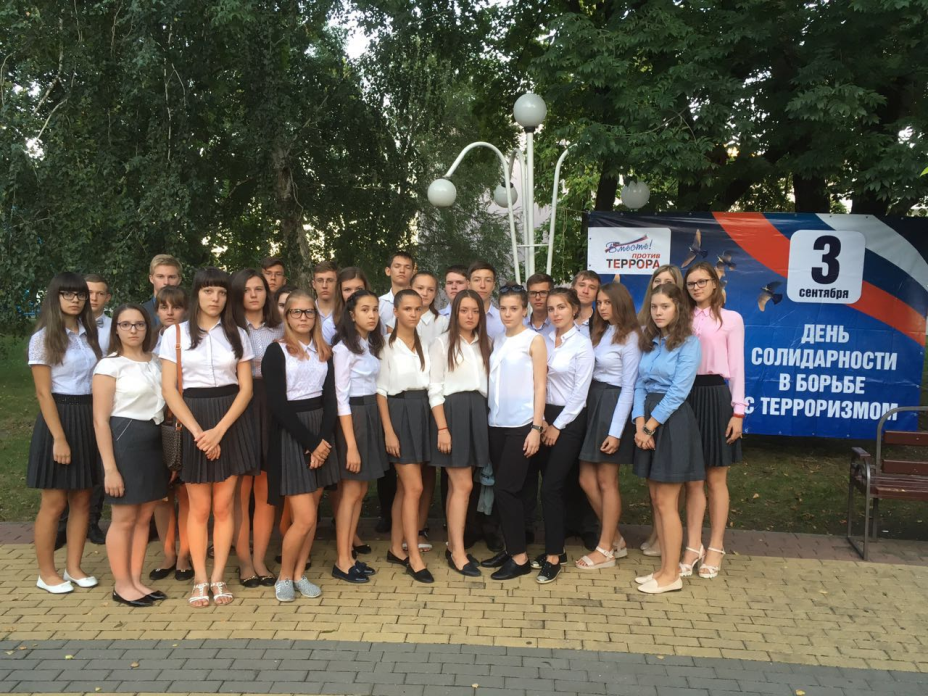 Вместе!
против
ТЕРРОРА
3
сентября
ДЕНЬ
СОЛИДАРНОСТИ
В БОРЬБЕ
С ТЕРРОРИЗМОМ